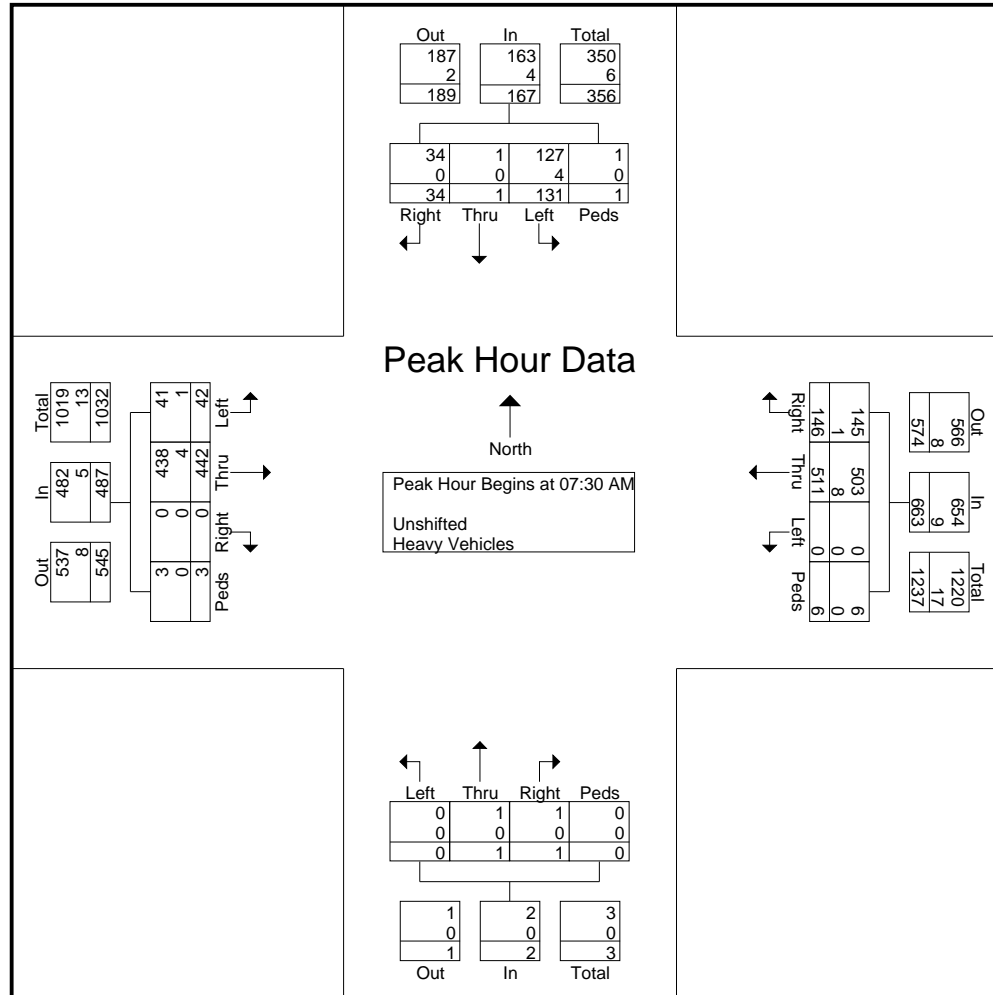 Out In Total
187 163 350
2 4 6
189 167 356
34 1 127 1
0 0 4 0
34 1 131 1
Right Thru Left Peds
Peak Hour Data
North
Peak Hour Begins at 07:30 AM
Unshifted
Heavy Vehicles
Total In Out
1019 482 537
13 5 8
1032 487 545
41 438 0 3
1 4 0 0
42 442 0 3
Left Thru Right Peds
Out In Total
566 654 1220
8 9 17
574 663 1237
145 503 0 6
1 8 0 0
146 511 0 6
Right Thru Left Peds
Left Thru Right Peds
0 1 1 0
0 0 0 0
0 1 1 0
1 2 3
0 0 0
1 2 3
Out In Total